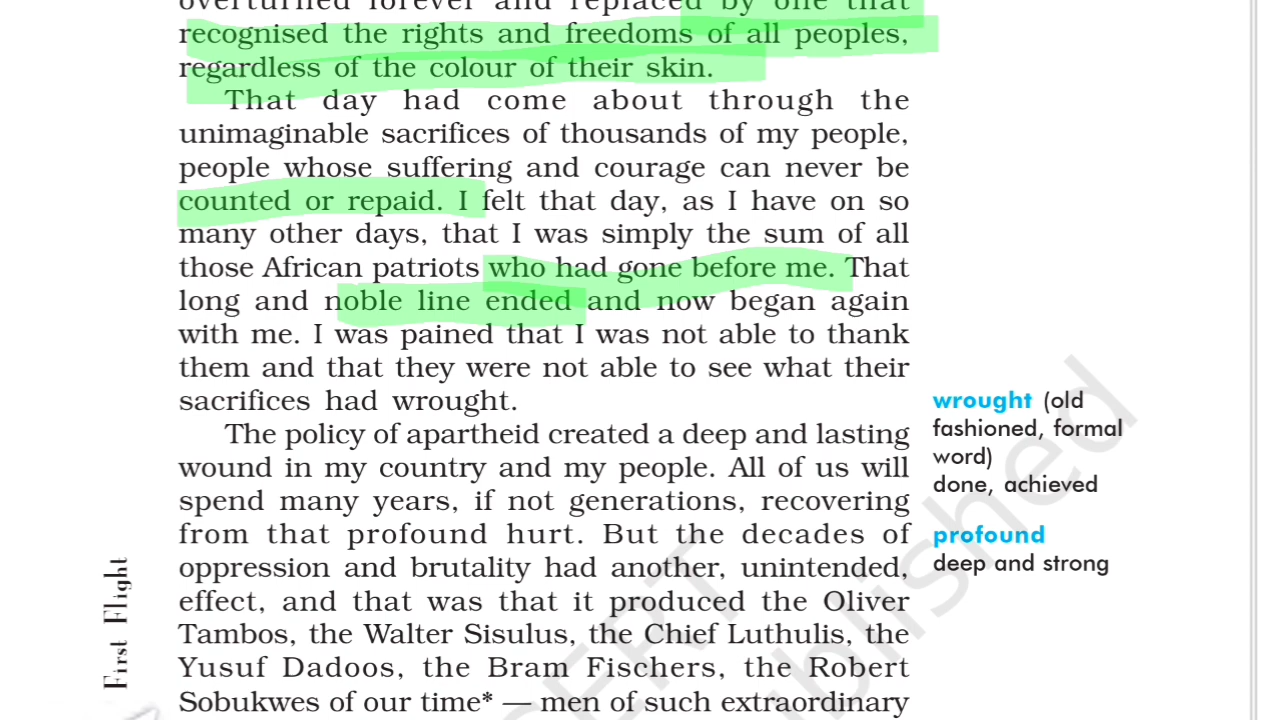 overturned forever and replaced by one that
recognised the rights and freedoms of all peoples,
regardless of the colour of their skin.
That day had come about through the
unimaginable sacrifices of thousands of my people,
people whose suffering and courage can never be
counted or repaid. I felt that day, as I have on so
many other days, that I was simply the sum of all
those African patriots who had gone before me. That
long and noble line ended and now began again
with me. I was pained that I was not able to thank
them and that they were not able to see what their
sacrifices had wrought.
The policy of apartheid created a deep and lasting
wound in my country and my people. All of us will
spend many years, if not generations, recovering
from that profound hurt. But the decades of
oppression and brutality had another, unintended,
effect, and that was that it produced the Oliver
Tambos, the Walter Sisulus, the Chief Luthulis, the
Yusuf Dadoos, the Bram Fischers, the Robert
Sobukwes of our time* — men of such extraordinary
wrought (old
fashioned, formal
word)
done, achieved
profound
deep and strong
First Flight
CERT
blished